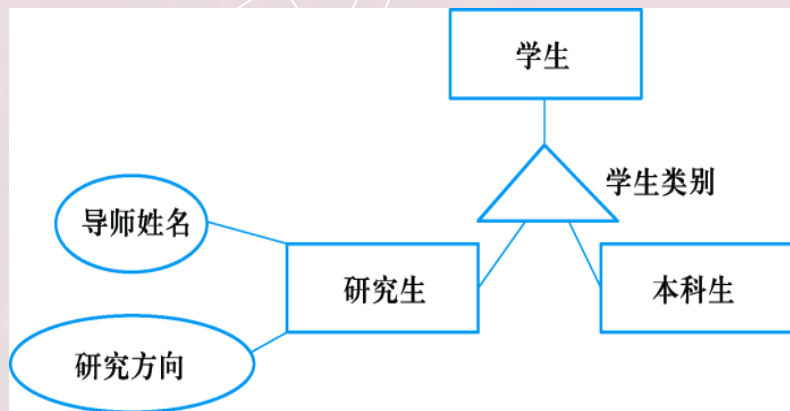 学生
学生类别
导师姓名
研究生
本科生
研究方向